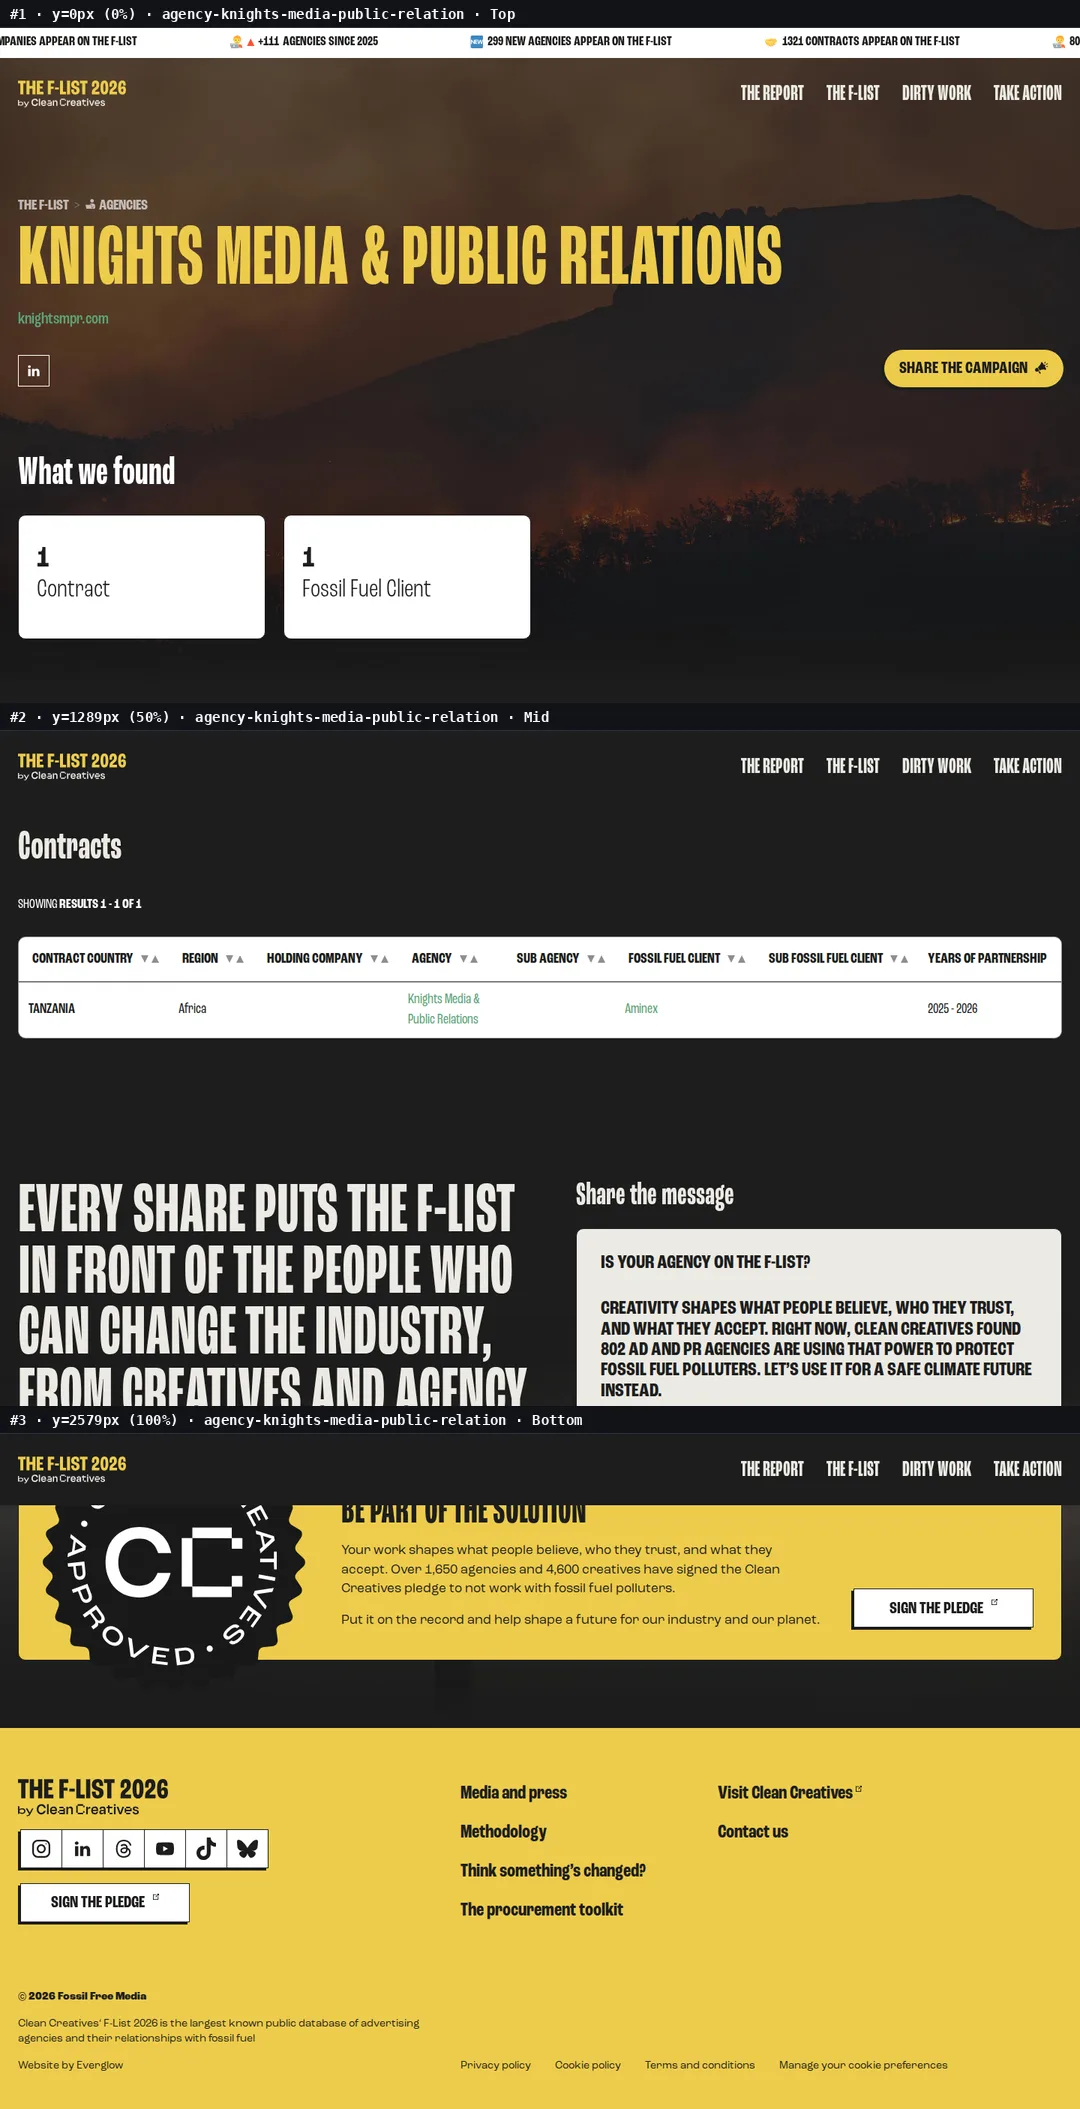 #1 · y=0px (0%) · agency-knights-media-public-relation · Top
MPANIES APPEAR ON THE F-LIST
+111 AGENCIES SINCE 2025
NEW 299 NEW AGENCIES APPEAR ON THE F-LIST
1321 CONTRACTS APPEAR ON THE F-LIST
80
THE F-LIST 2026
by Clean Creatives
THE REPORT THE F-LIST DIRTY WORK TAKE ACTION
THE F-LIST > AGENCIES
KNIGHTS MEDIA & PUBLIC RELATIONS
knightsmpr.com
in
SHARE THE CAMPAIGN
What we found
1
Contract
1
Fossil Fuel Client
#2 · y=1289px (50%) · agency-knights-media-public-relation · Mid
THE F-LIST 2026
by Clean Creatives
THE REPORT THE F-LIST DIRTY WORK TAKE ACTION
Contracts
SHOWING RESULTS 1 - 1 OF 1
CONTRACT COUNTRY ▼▲ REGION ▼▲ HOLDING COMPANY ▼▲ AGENCY ▼▲ SUB AGENCY ▼▲ FOSSIL FUEL CLIENT ▼▲ SUB FOSSIL FUEL CLIENT ▼▲ YEARS OF PARTNERSHIP
TANZANIA Africa Knights Media & Aminex 2025 - 2026
Public Relations
EVERY SHARE PUTS THE F-LIST
IN FRONT OF THE PEOPLE WHO
CAN CHANGE THE INDUSTRY,
FROM CREATIVES AND AGENCY
Share the message
IS YOUR AGENCY ON THE F-LIST?
CREATIVITY SHAPES WHAT PEOPLE BELIEVE, WHO THEY TRUST,
AND WHAT THEY ACCEPT. RIGHT NOW, CLEAN CREATIVES FOUND
802 AD AND PR AGENCIES ARE USING THAT POWER TO PROTECT
FOSSIL FUEL POLLUTERS. LET'S USE IT FOR A SAFE CLIMATE FUTURE
INSTEAD.
#3 · y=2579px (100%) · agency-knights-media-public-relation · Bottom
THE F-LIST 2026
by Clean Creatives
THE REPORT THE F-LIST DIRTY WORK TAKE ACTION
EATIVES · APPROVED ·
CC
BE PART OF THE SOLUTION
Your work shapes what people believe, who they trust, and what they
accept. Over 1,650 agencies and 4,600 creatives have signed the Clean
Creatives pledge to not work with fossil fuel polluters.
Put it on the record and help shape a future for our industry and our planet.
SIGN THE PLEDGE
THE F-LIST 2026
by Clean Creatives
in
SIGN THE PLEDGE
Media and press
Methodology
Think something's changed?
The procurement toolkit
Visit Clean Creatives
Contact us
© 2026 Fossil Free Media
Clean Creatives' F-List 2026 is the largest known public database of advertising
agencies and their relationships with fossil fuel
Website by Everglow
Privacy policy Cookie policy Terms and conditions Manage your cookie preferences